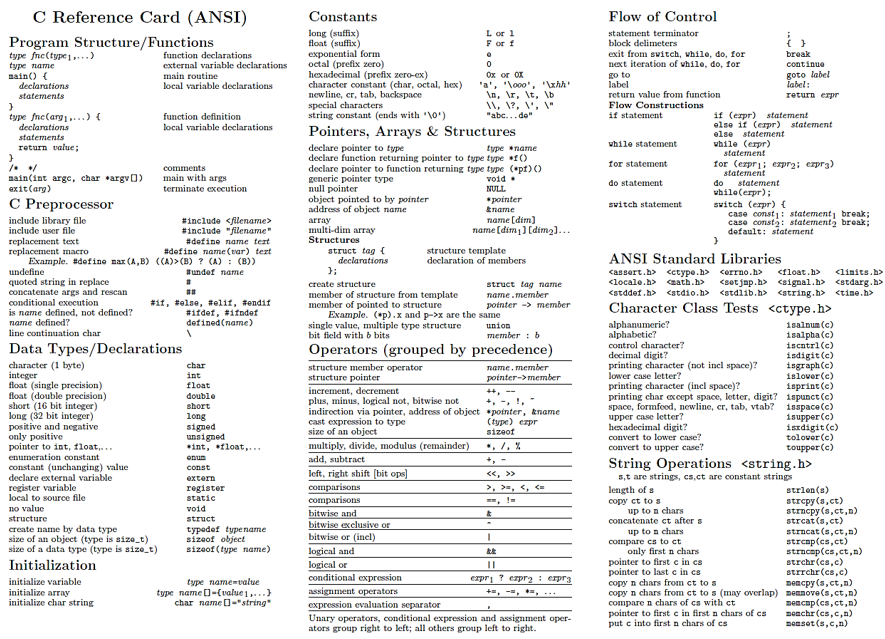 C Reference Card (ANSI)
Program Structure/Functions
type fnc(type1,...) function declarations
type name external variable declarations
main() { main routine
declarations local variable declarations
statements
}
type fnc(arg1,...) { function definition
declarations local variable declarations
statements
return value;
}
/* */ comments
main(int argc, char *argv[]) main with args
exit(arg) terminate execution
C Preprocessor
include library file #include <filename>
include user file #include "filename"
replacement text #define name text
replacement macro #define name(var) text
Example. #define max(A,B) ((A)>(B) ? (A) : (B))
undefine #undef name
quoted string in replace #
concatenate args and rescan ##
conditional execution #if, #else, #elif, #endif
is name defined, not defined? #ifdef, #ifndef
name defined? defined(name)
line continuation char \
Data Types/Declarations
character (1 byte) char
integer int
float (single precision) float
float (double precision) double
short (16 bit integer) short
long (32 bit integer) long
positive and negative signed
only positive unsigned
pointer to int, float,... *int, *float,...
enumeration constant enum
constant (unchanging) value const
declare external variable extern
register variable register
local to source file static
no value void
structure struct
create name by data type typedef typename
size of an object (type is size_t) sizeof object
size of a data type (type is size_t) sizeof(type name)
Initialization
initialize variable type name=value
initialize array type name[]={value1,...}
initialize char string char name[]="string"
Constants
long (suffix) L or l
float (suffix) F or f
exponential form e
octal (prefix zero) 0
hexadecimal (prefix zero-ex) 0x or 0X
character constant (char, octal, hex) 'a', '\ooo', '\xhh'
newline, cr, tab, backspace \n, \r, \t, \b
special characters \\, \?, \', \"
string constant (ends with '\0') "abc...de"
Pointers, Arrays & Structures
declare pointer to type type *name
declare function returning pointer to type type *f()
declare pointer to function returning type type (*pf)()
generic pointer type void *
null pointer NULL
object pointed to by pointer *pointer
address of object name &name
array name[dim]
multi-dim array name[dim1][dim2]...
Structures
struct tag { structure template
declarations declaration of members
};
create structure struct tag name
member of structure from template name.member
member of pointed to structure pointer -> member
Example. (*p).x and p->x are the same
single value, multiple type structure union
bit field with b bits member : b
Operators (grouped by precedence)
structure member operator name.member
structure pointer pointer->member
increment, decrement ++, --
plus, minus, logical not, bitwise not +, -, !, ~
indirection via pointer, address of object *pointer, &name
cast expression to type (type) expr
size of an object sizeof
multiply, divide, modulus (remainder) *, /, %
add, subtract +, -
left, right shift [bit ops] <<, >>
comparisons >, >=, <, <=
comparisons ==, !=
bitwise and &
bitwise exclusive or ^
bitwise or (incl) |
logical and &&
logical or ||
conditional expression expr1 ? expr2 : expr3
assignment operators +=, -=, *=, ...
expression evaluation separator ,
Unary operators, conditional expression and assignment oper-
ators group right to left; all others group left to right.
Flow of Control
statement terminator ;
block delimeters { }
exit from switch, while, do, for break
next iteration of while, do, for continue
go to goto label
label label:
return value from function return expr
Flow Constructions
if statement if (expr) statement
else if (expr) statement
else statement
while statement while (expr)
statement
for statement for (expr1; expr2; expr3)
statement
do statement do statement
while(expr);
switch statement switch (expr) {
case const1: statement1 break;
case const2: statement2 break;
default: statement
}
ANSI Standard Libraries
<assert.h> <ctype.h> <errno.h> <float.h> <limits.h>
<locale.h> <math.h> <setjmp.h> <signal.h> <stdarg.h>
<stddef.h> <stdio.h> <stdlib.h> <string.h> <time.h>
Character Class Tests <ctype.h>
alphanumeric? isalnum(c)
alphabetic? isalpha(c)
control character? iscntrl(c)
decimal digit? isdigit(c)
printing character (not incl space)? isgraph(c)
lower case letter? islower(c)
printing character (incl space)? isprint(c)
printing char except space, letter, digit? ispunct(c)
space, formfeed, newline, cr, tab, vtab? isspace(c)
upper case letter? isupper(c)
hexadecimal digit? isxdigit(c)
convert to lower case? tolower(c)
convert to upper case? toupper(c)
String Operations <string.h>
s,t are strings, cs,ct are constant strings
length of s strlen(s)
copy ct to s strcpy(s,ct)
up to n chars strncpy(s,ct,n)
concatenate ct after s strcat(s,ct)
up to n chars strncat(s,ct,n)
compare cs to ct strcmp(cs,ct)
only first n chars strncmp(cs,ct,n)
pointer to first c in cs strchr(cs,c)
pointer to last c in cs strrchr(cs,c)
copy n chars from ct to s memcpy(s,ct,n)
copy n chars from ct to s (may overlap) memmove(s,ct,n)
compare n chars of cs with ct memcmp(cs,ct,n)
pointer to first c in first n chars of cs memchr(cs,c,n)
put c into first n chars of cs memset(s,c,n)